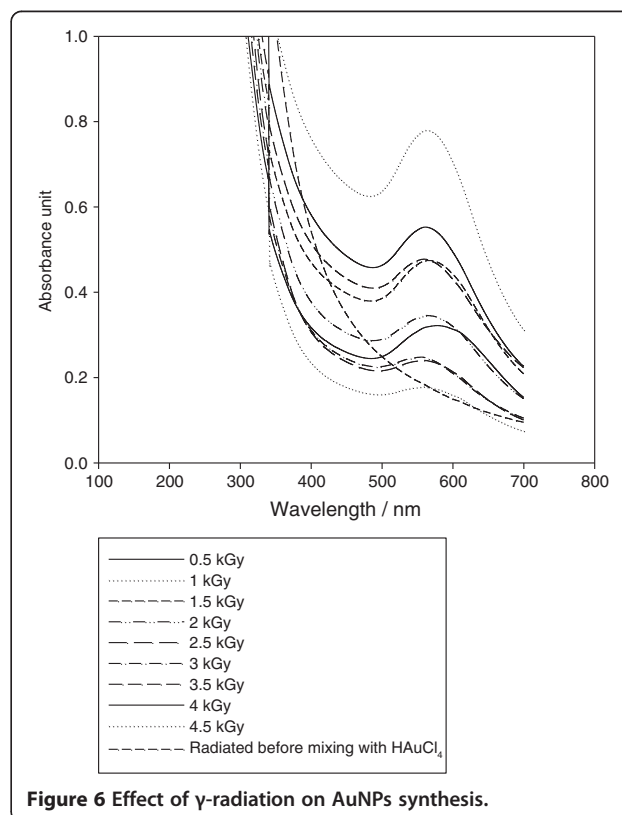 1.0
0.8
0.6
0.4
0.2
0.0
Absorbance unit
100 200 300 400 500 600 700 800
Wavelength / nm
0.5 kGy
1 kGy
1.5 kGy
2 kGy
2.5 kGy
3 kGy
3.5 kGy
4 kGy
4.5 kGy
Radiated before mixing with HAuCl4
Figure 6 Effect of γ-radiation on AuNPs synthesis.